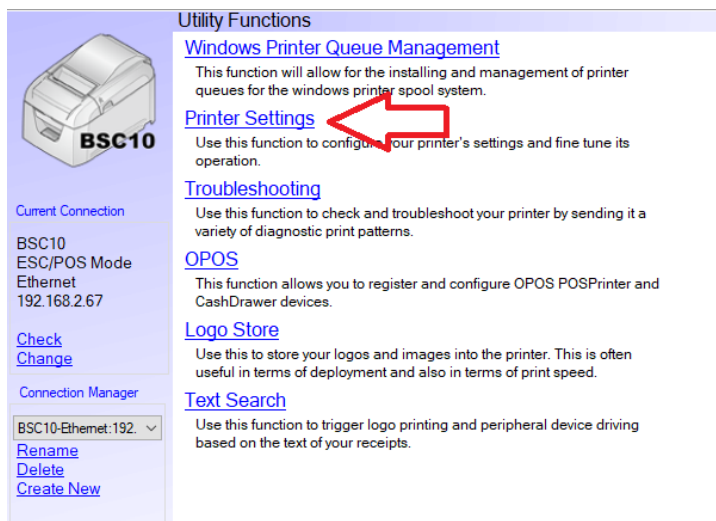 Utility Functions
Windows Printer Queue Management
This function will allow for the installing and management of printer
queues for the windows printer spool system.
Printer Settings
Use this function to configure your printer's settings and fine tune its
operation.
Troubleshooting
Use this function to check and troubleshoot your printer by sending it a
variety of diagnostic print patterns.
OPOS
This function allows you to register and configure OPOS POSPrinter and
CashDrawer devices.
Logo Store
Use this to store your logos and images into the printer. This is often
useful in terms of deployment and also in terms of print speed.
Text Search
Use this function to trigger logo printing and peripheral device driving
based on the text of your receipts.
BSC10
Current Connection
BSC10
ESC/POS Mode
Ethernet
192.168.2.67
Check
Change
Connection Manager
BSC10-Ethernet:192.
Rename
Delete
Create New